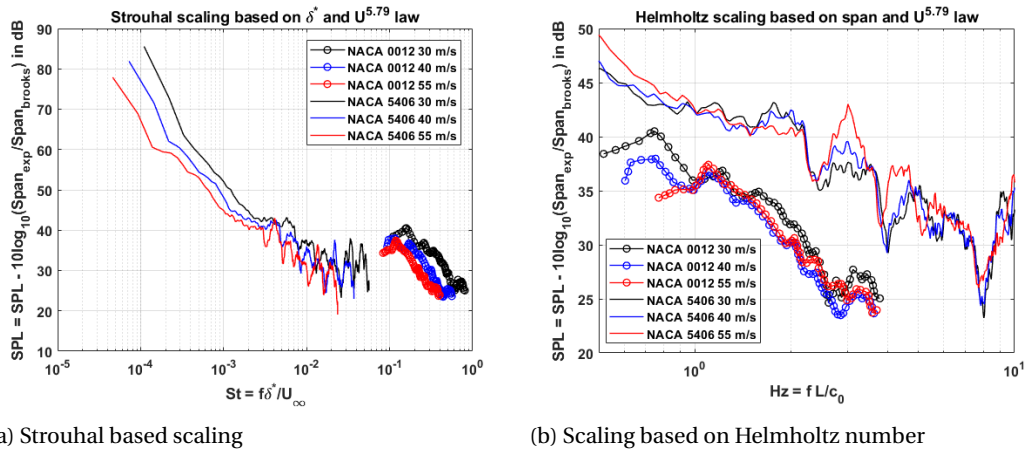 Strouhal scaling based on δ* and U^5.79 law
SPL = SPL - 10log10(Span_exp/Span_brooks) in dB
90
80
70
60
50
40
30
20
10
NACA 0012 30 m/s
NACA 0012 40 m/s
NACA 0012 55 m/s
NACA 5406 30 m/s
NACA 5406 40 m/s
NACA 5406 55 m/s
10^-5
10^-4
10^-3
10^-2
10^-1
10^0
St = fδ*/U∞
a) Strouhal based scaling
Helmholtz scaling based on span and U^5.79 law
SPL = SPL - 10log10(Span_exp/Span_brooks) in dB
50
45
40
35
30
25
20
NACA 0012 30 m/s
NACA 0012 40 m/s
NACA 0012 55 m/s
NACA 5406 30 m/s
NACA 5406 40 m/s
NACA 5406 55 m/s
10^0
10^1
Hz = f L/c0
(b) Scaling based on Helmholtz number